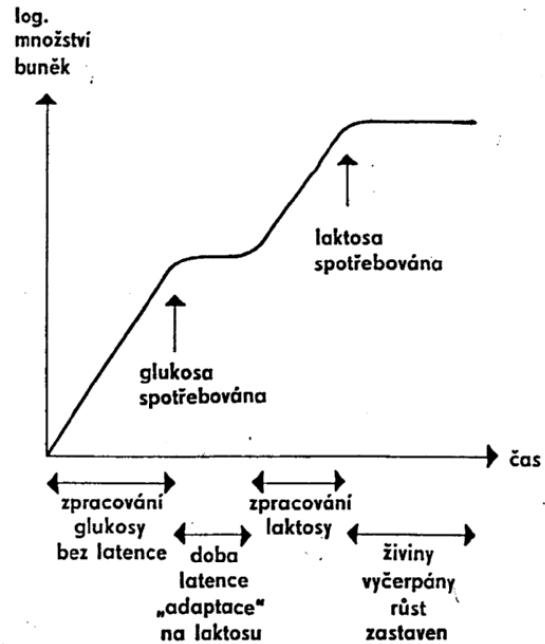 log.
množství
buněk
laktosa
spotřebována
glukosa
spotřebována
čas
zpracování
glukosy
bez latence
doba
latence
„adaptace“
na laktosu
zpracování
laktosy
živiny
vyčerpány
růst
zastaven